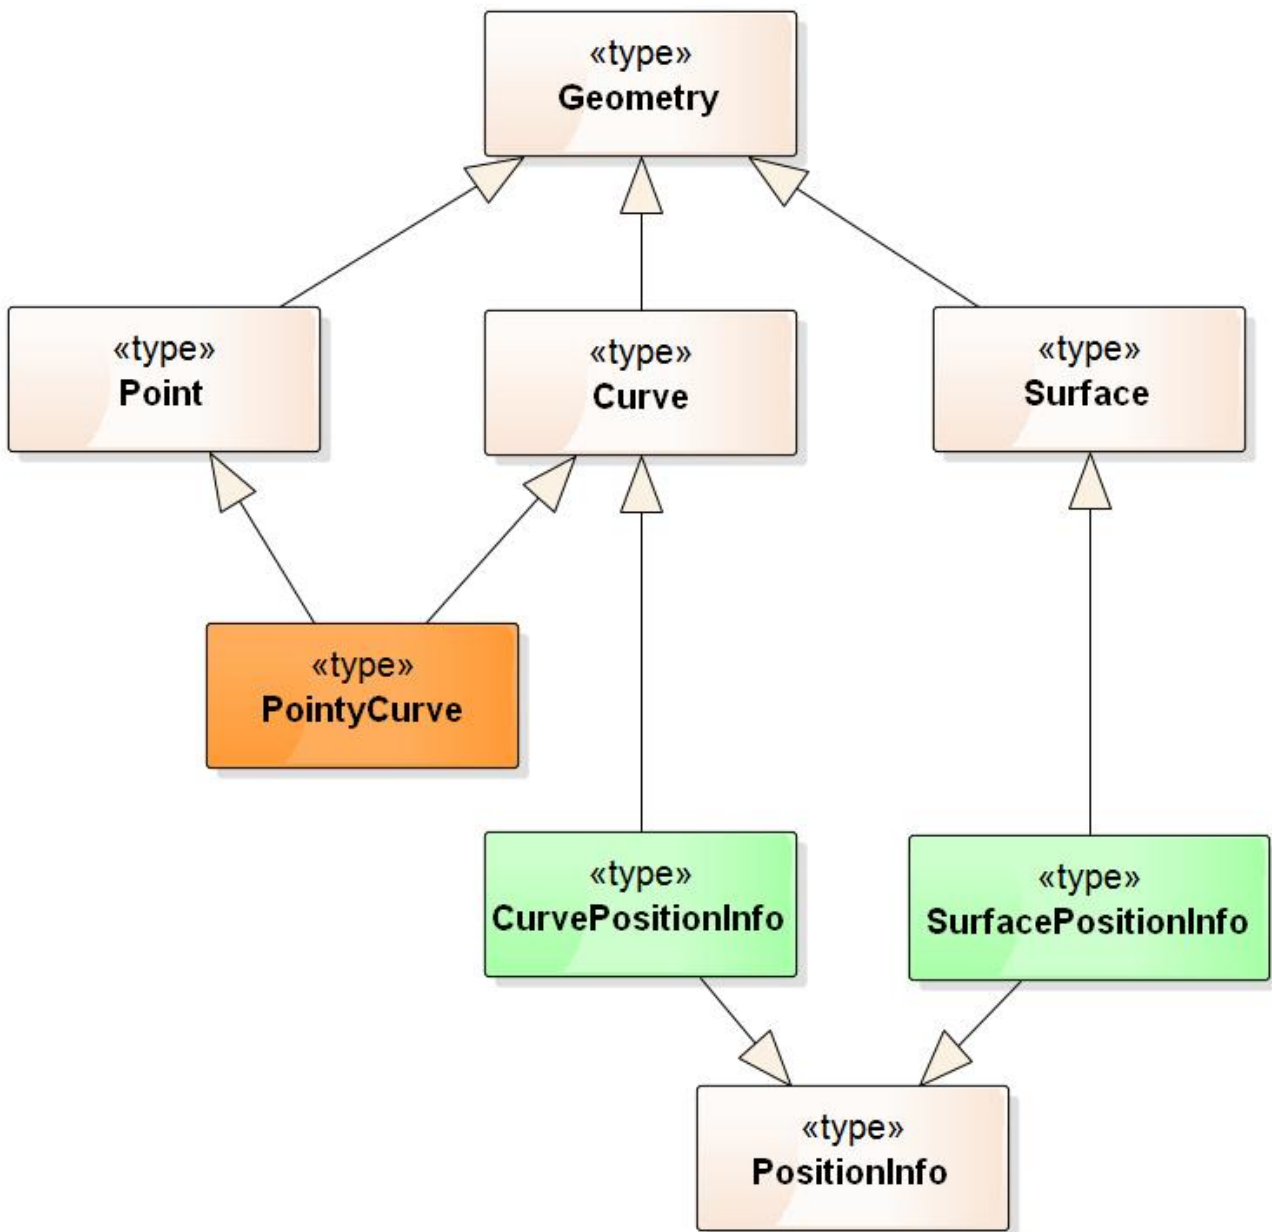 «type»
Geometry
«type»
Point
«type»
Curve
«type»
Surface
«type»
PointyCurve
«type»
CurvePositionInfo
«type»
SurfacePositionInfo
«type»
PositionInfo